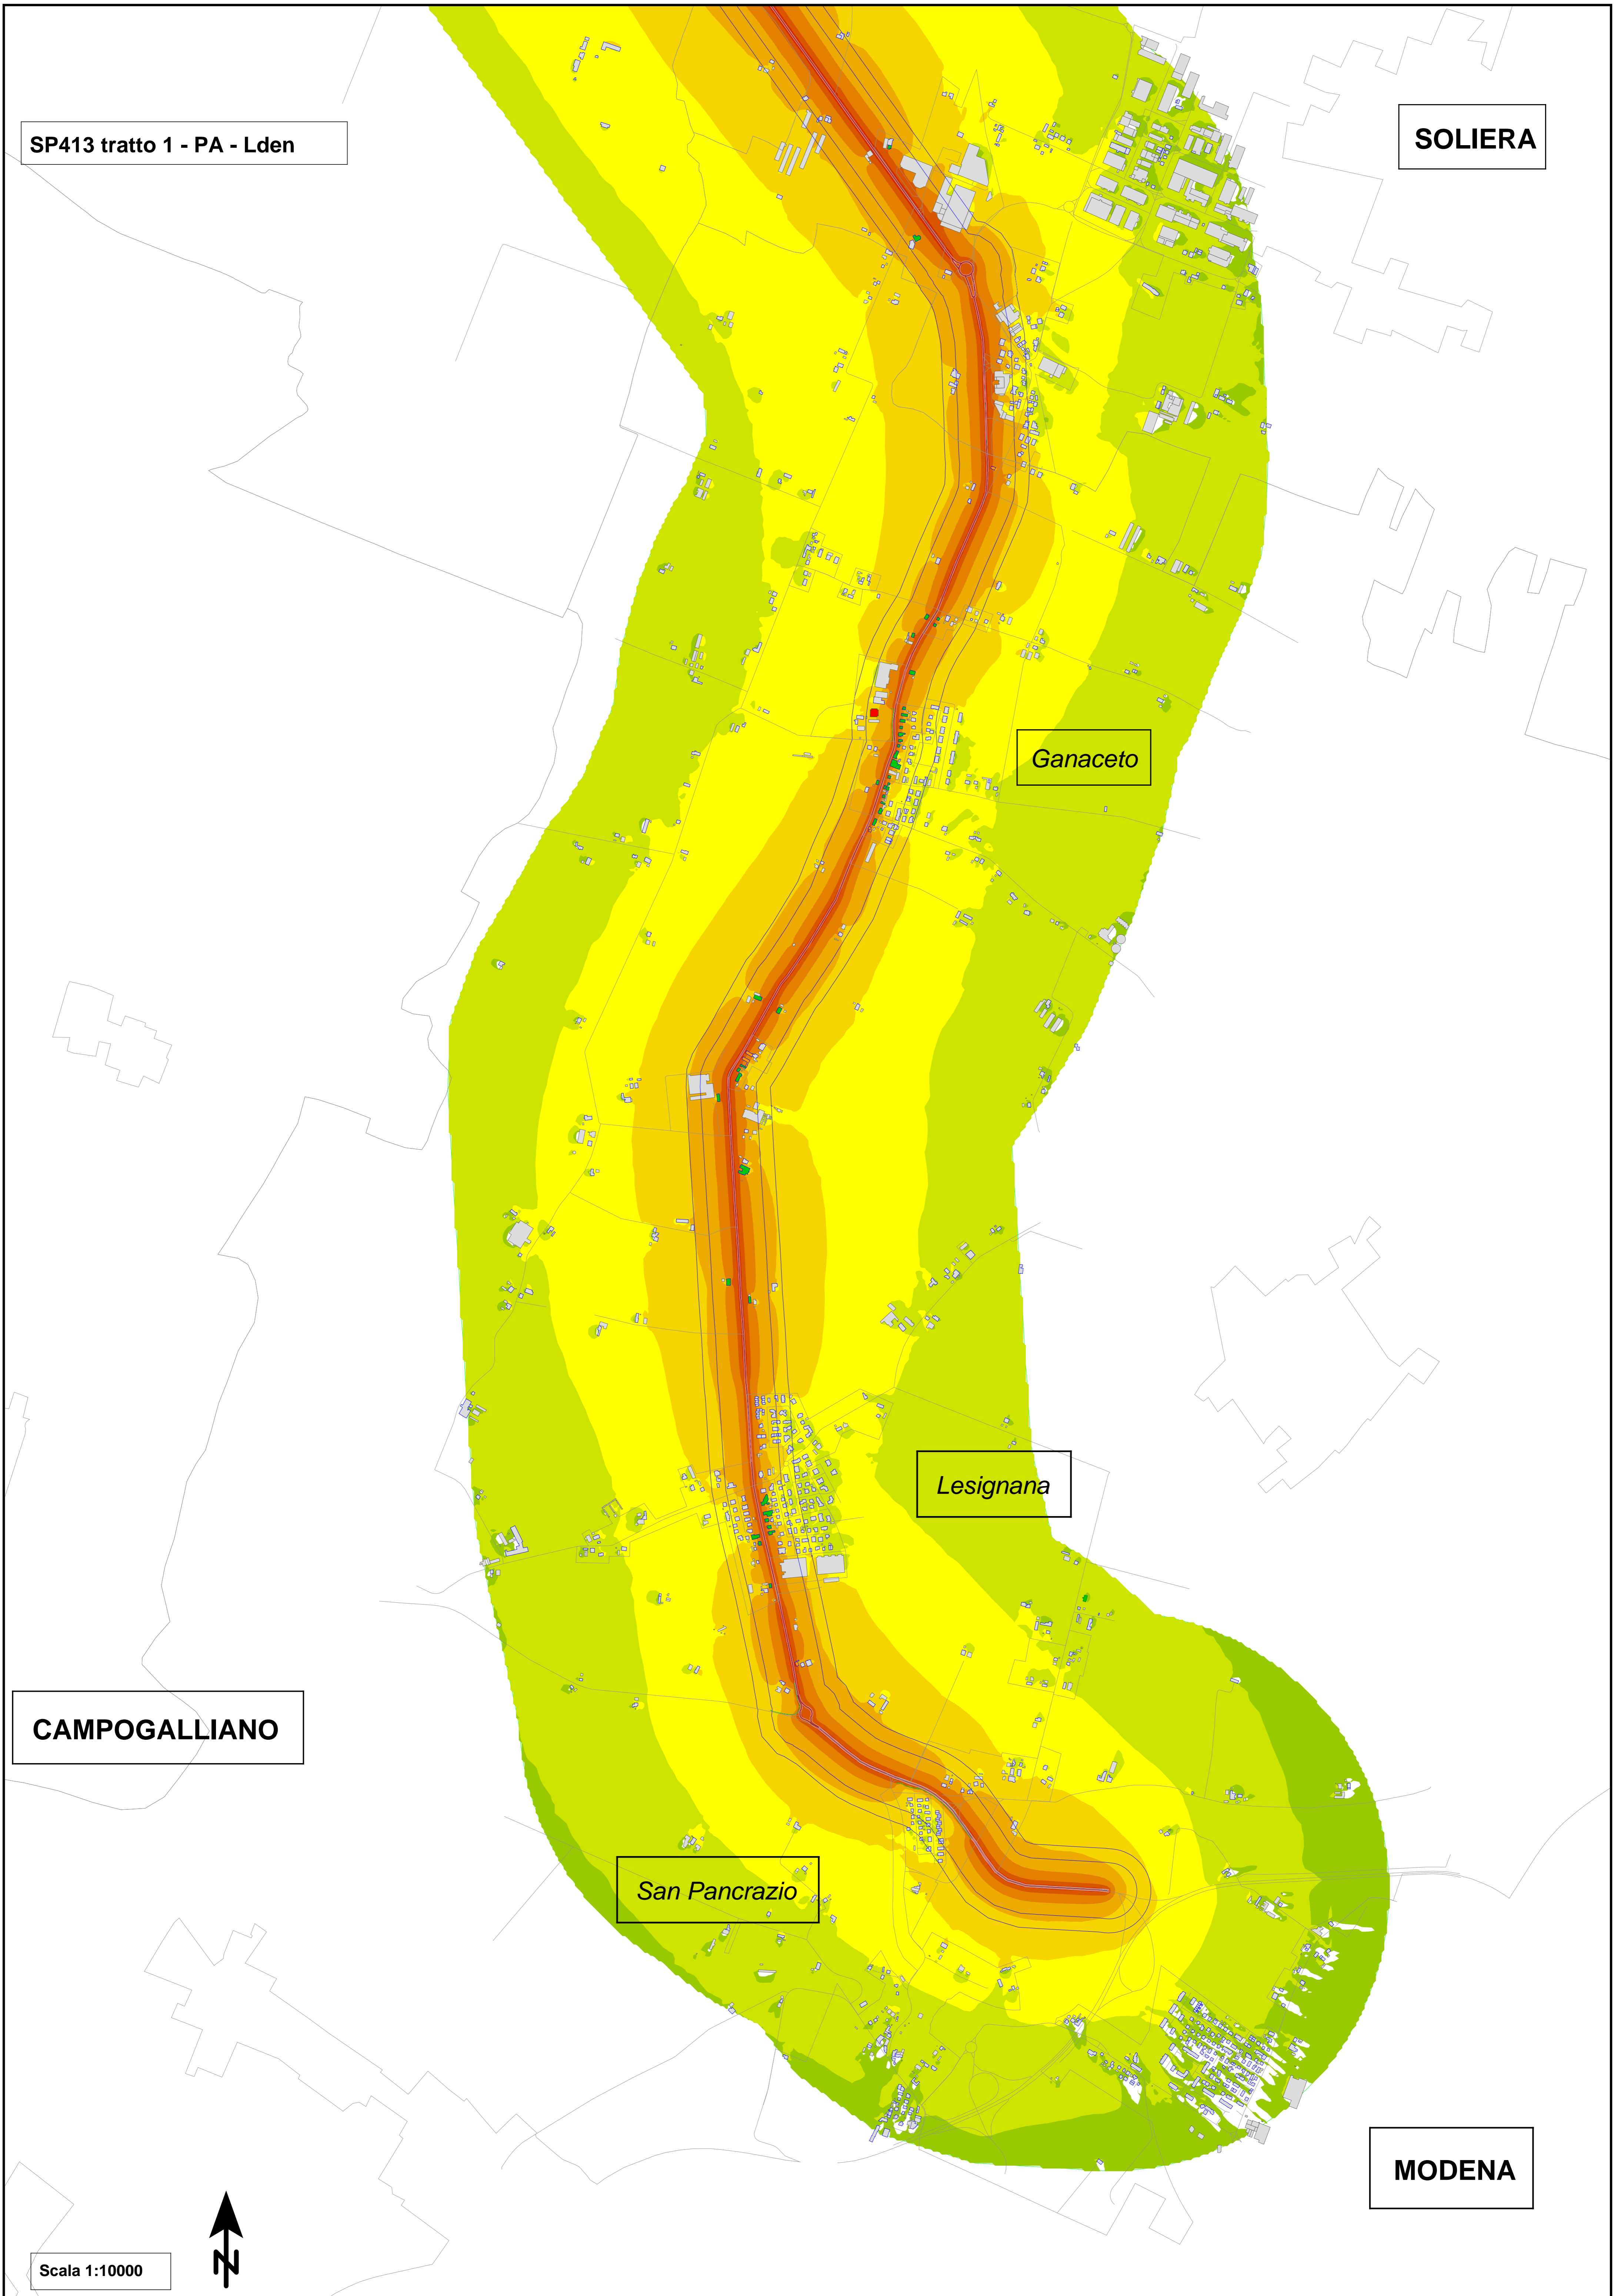 SP413 tratto 1 - PA - Lden
SOLIERA
Ganaceto
Lesignana
CAMPOGALLIANO
San Pancrazio
MODENA
N
Scala 1:10000